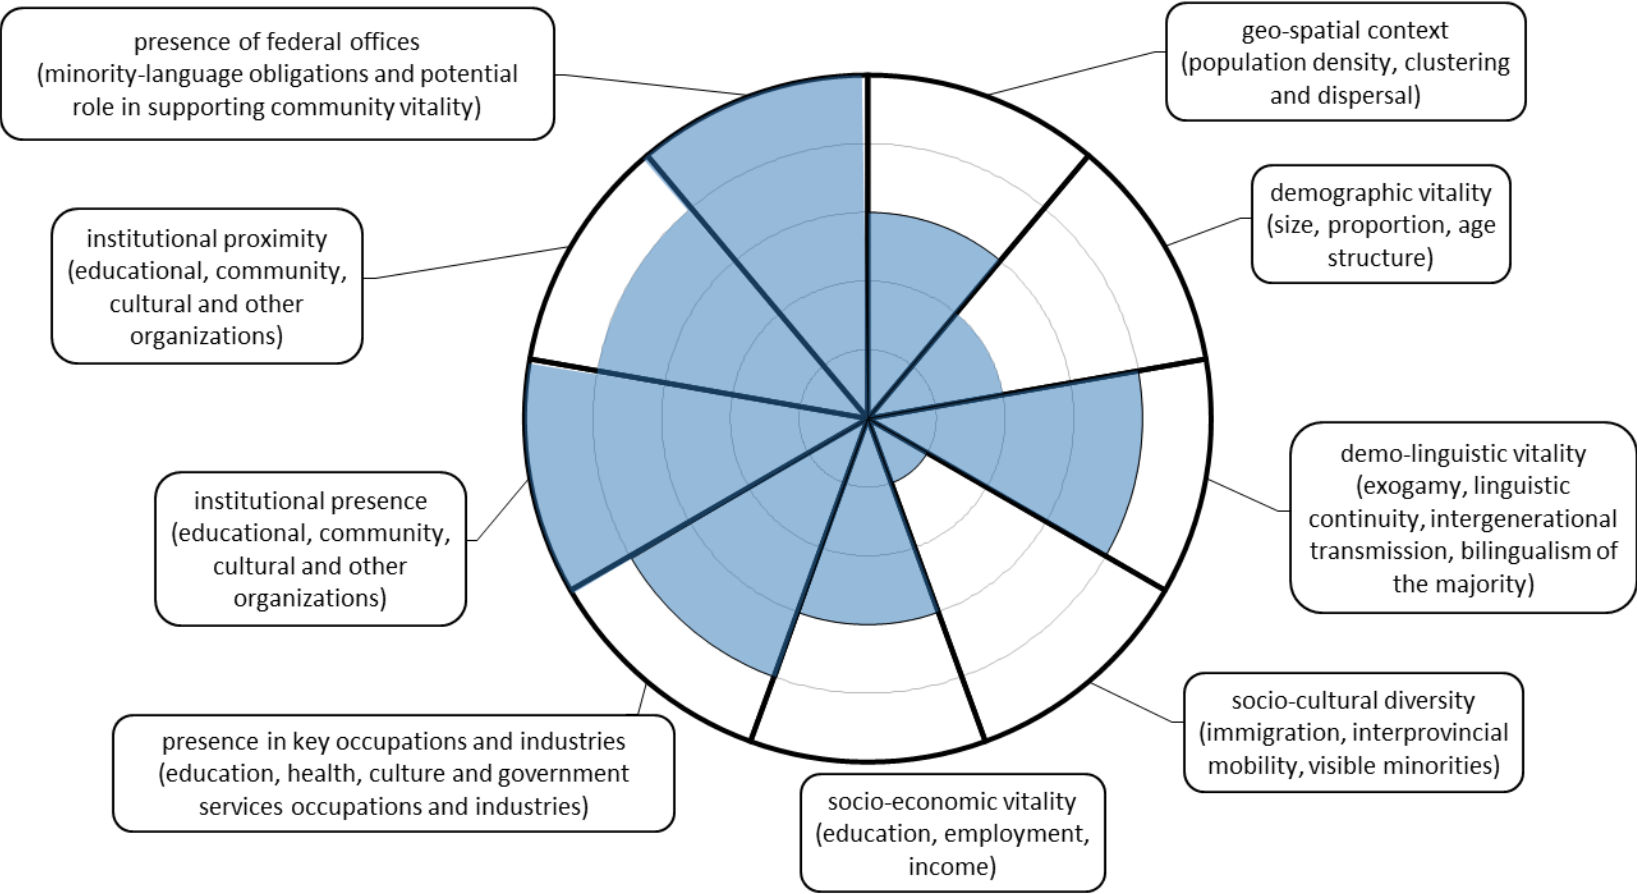 presence of federal offices
(minority-language obligations and potential
role in supporting community vitality)
geo-spatial context
(population density, clustering
and dispersal)
demographic vitality
(size, proportion, age
structure)
institutional proximity
(educational, community,
cultural and other
organizations)
demo-linguistic vitality
(exogamy, linguistic
continuity, intergenerational
transmission, bilingualism of
the majority)
institutional presence
(educational, community,
cultural and other
organizations)
socio-cultural diversity
(immigration, interprovincial
mobility, visible minorities)
presence in key occupations and industries
(education, health, culture and government
services occupations and industries)
socio-economic vitality
(education, employment,
income)